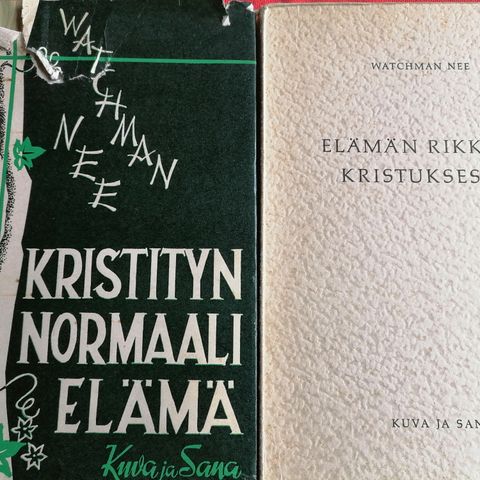 WATCHMAN
NEE
KRISTITYN
NORMAALI
ELÄMÄ
Kuva ja Sana
WATCHMAN NEE
ELÄMÄN RIKK
KRISTUKSES
KUVA JA SAN